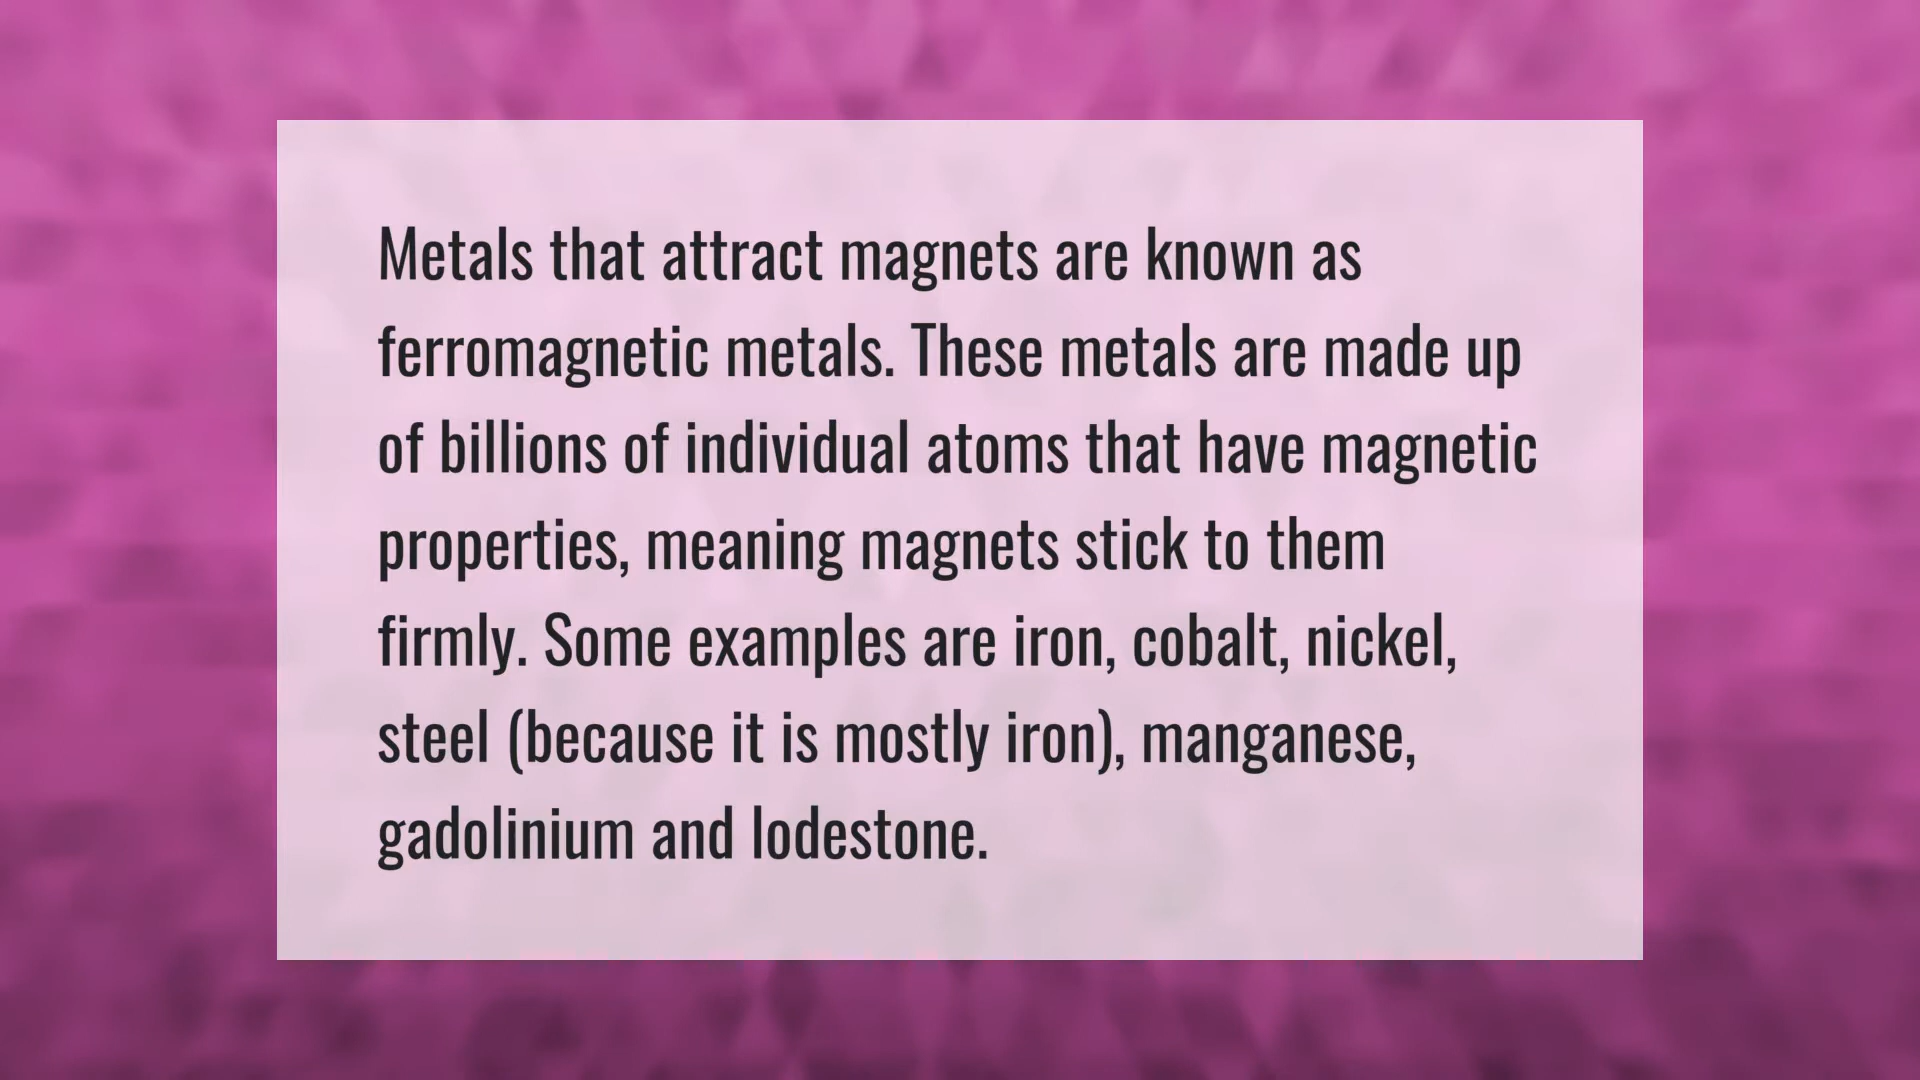 Metals that attract magnets are known as
ferromagnetic metals. These metals are made up
of billions of individual atoms that have magnetic
properties, meaning magnets stick to them
firmly. Some examples are iron, cobalt, nickel,
steel (because it is mostly iron), manganese,
gadolinium and lodestone.